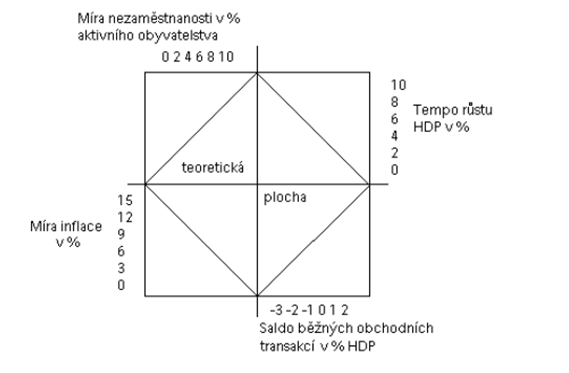 Míra nezaměstnanosti v %
aktivního obyvatelstva
0 2 4 6 8 10
10
8
6
4
2
0
Tempo růstu
HDP v %
teoretická
plocha
Míra inflace
v %
15
12
9
6
3
0
-3 -2 -1 0 1 2
Saldo běžných obchodních
transakcí v % HDP